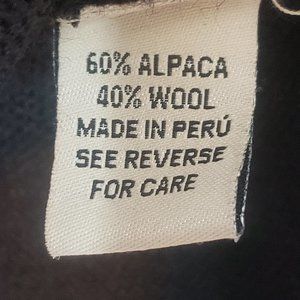 60% ALPACA
40% WOOL
MADE IN PERÚ
SEE REVERSE
FOR CARE